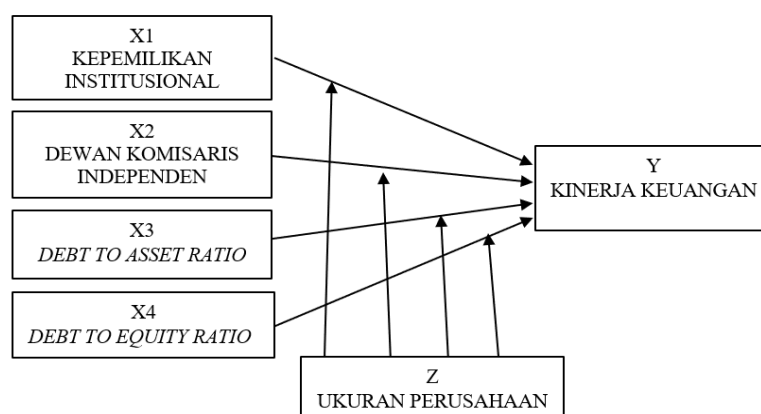 X1
KEPEMILIKAN
INSTITUSIONAL
X2
DEWAN KOMISARIS
INDEPENDEN
X3
DEBT TO ASSET RATIO
X4
DEBT TO EQUITY RATIO
Y
KINERJA KEUANGAN
Z
UKURAN PERUSAHAAN